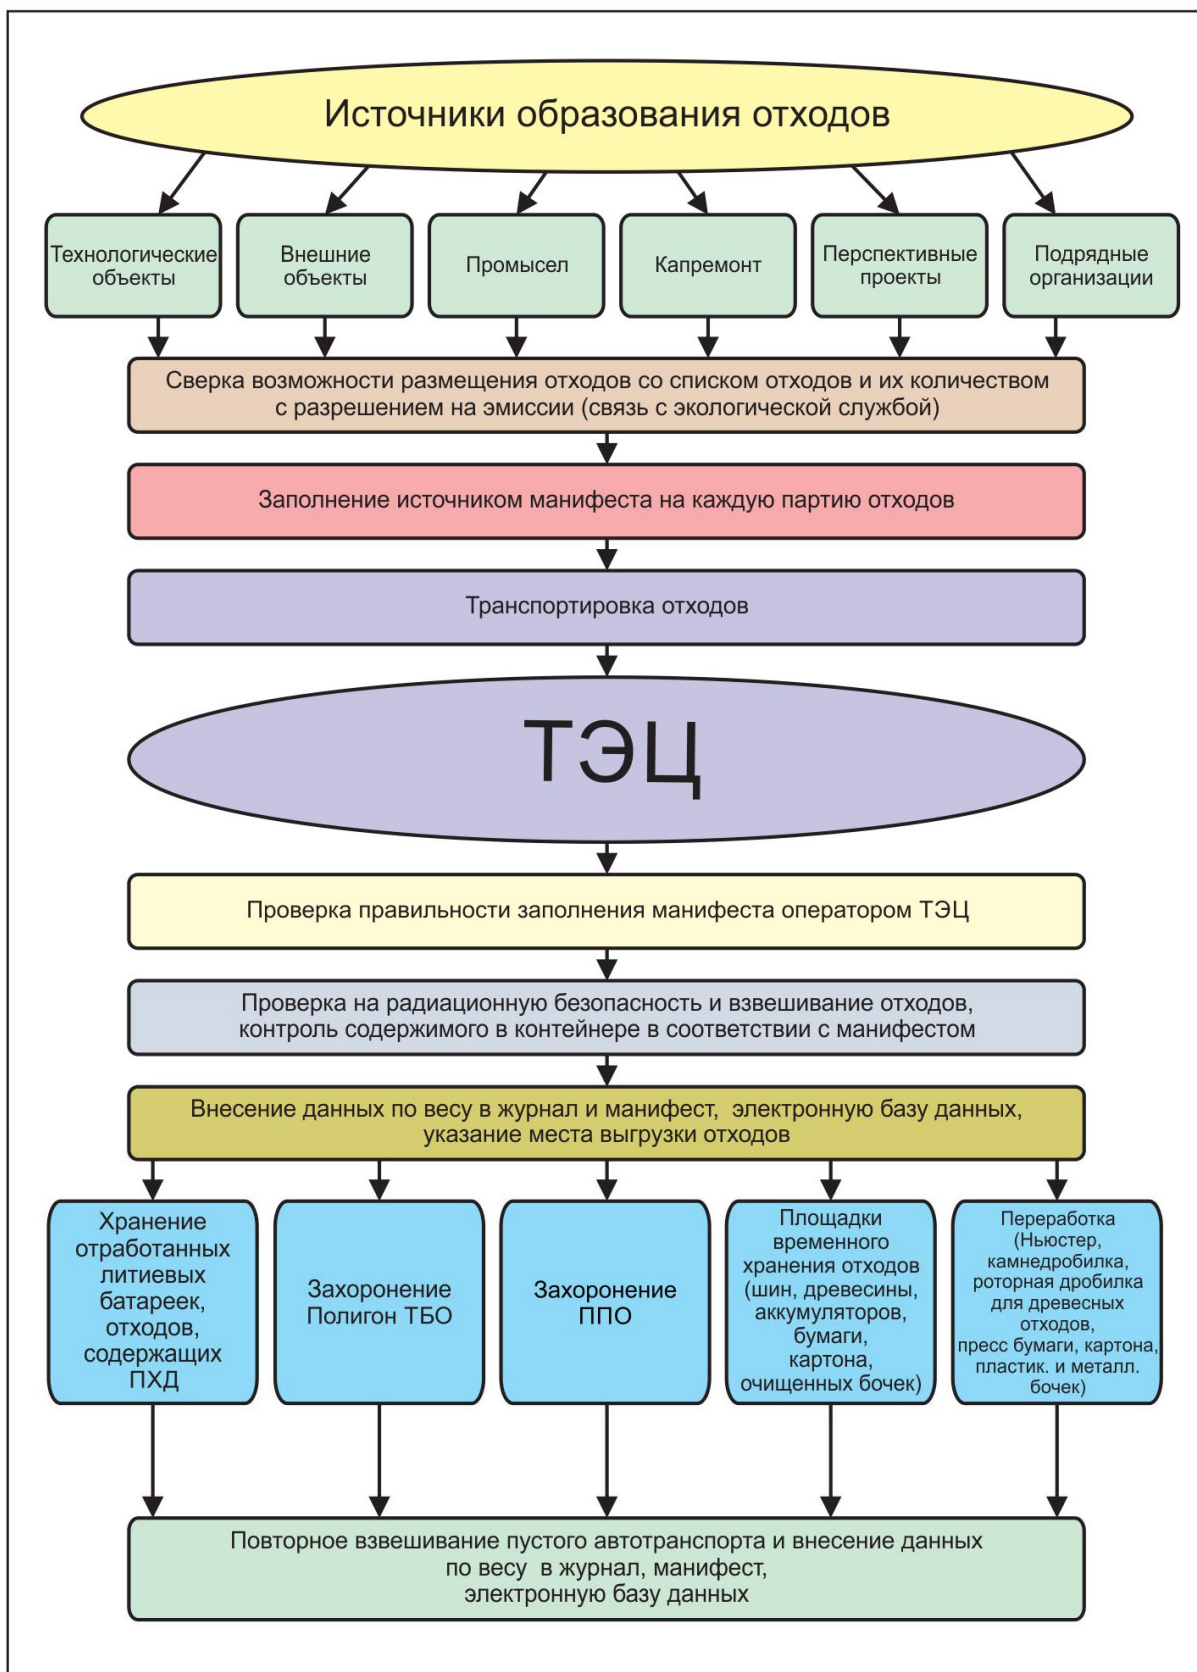 Источники образования отходов
Технологические
объекты
Внешние
объекты
Промысел
Капремонт
Перспективные
проекты
Подрядные
организации
Сверка возможности размещения отходов со списком отходов и их количеством
с разрешением на эмиссии (связь с экологической службой)
Заполнение источником манифеста на каждую партию отходов
Транспортировка отходов
ТЭЦ
Проверка правильности заполнения манифеста оператором ТЭЦ
Проверка на радиационную безопасность и взвешивание отходов,
контроль содержимого в контейнере в соответствии с манифестом
Внесение данных по весу в журнал и манифест, электронную базу данных,
указание места выгрузки отходов
Хранение
отработанных
литиевых
батареек,
отходов,
содержащих
ПХД
Захоронение
Полигон ТБО
Захоронение
ППО
Площадки
временного
хранения отходов
(шин, древесины,
аккумуляторов,
бумаги,
картона,
очищенных бочек)
Переработка
(Ньюстер,
камнедробилка,
роторная дробилка
для древесных
отходов,
пресс бумаги, картона,
пластик. и металл.
бочек)
Повторное взвешивание пустого автотранспорта и внесение данных
по весу в журнал, манифест,
электронную базу данных